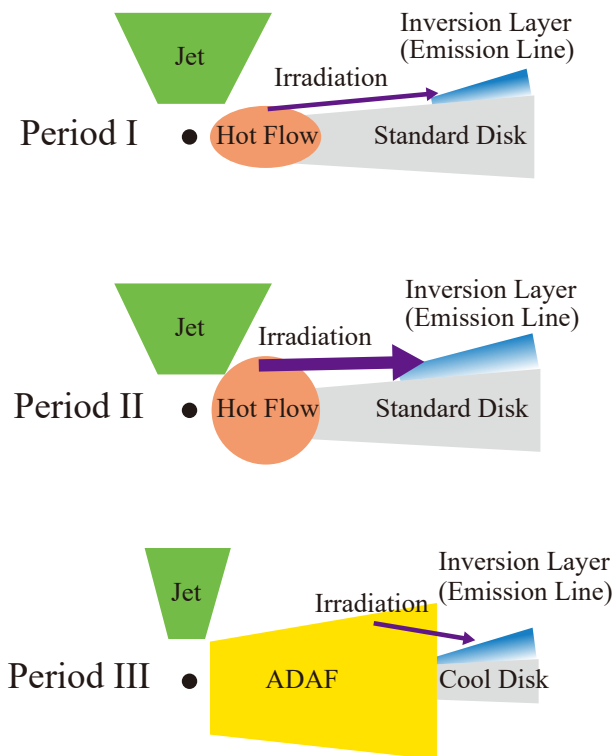 Inversion Layer
(Emission Line)
Jet
Irradiation
Period I
Hot Flow
Standard Disk
Inversion Layer
(Emission Line)
Jet
Irradiation
Period II
Hot Flow
Standard Disk
Inversion Layer
(Emission Line)
Jet
Irradiation
Period III
ADAF
Cool Disk